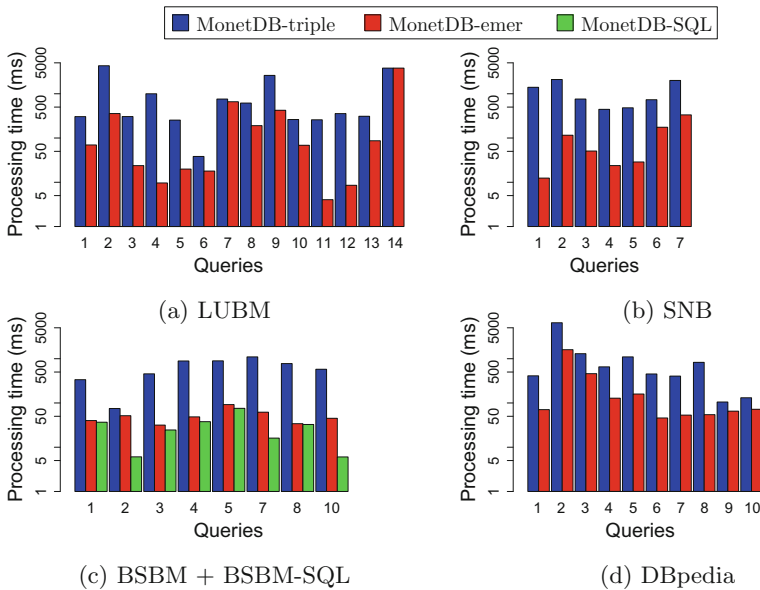 MonetDB-triple MonetDB-emer MonetDB-SQL
Processing time (ms)
5000
500
50
5
1
1 2 3 4 5 6 7 8 9 10 11 12 13 14
Queries
(a) LUBM
Processing time (ms)
5000
500
50
5
1
1 2 3 4 5 6 7
Queries
(b) SNB
Processing time (ms)
5000
500
50
5
1
1 2 3 4 5 7 8 10
Queries
(c) BSBM + BSBM-SQL
Processing time (ms)
5000
500
50
5
1
1 2 3 4 5 6 7 8 9 10
Queries
(d) DBpedia